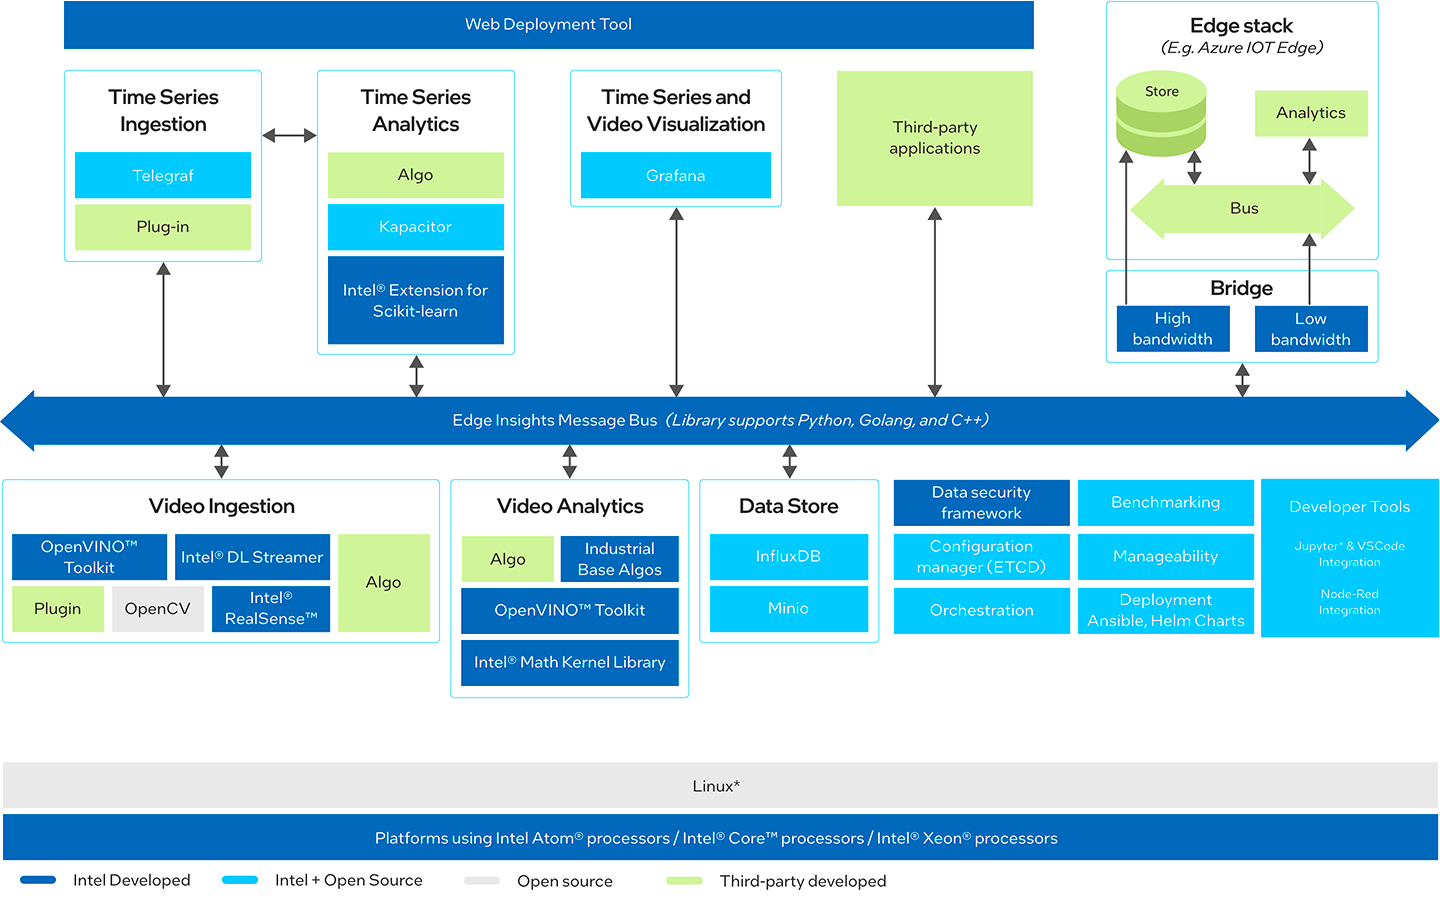 Web Deployment Tool
Time Series
Ingestion
Telegraf
Plug-in
Time Series
Analytics
Algo
Kapacitor
Intel® Extension for
Scikit-learn
Time Series and
Video Visualization
Grafana
Third-party
applications
Edge stack
(E.g. Azure IOT Edge)
Store
Analytics
Bus
Bridge
High
bandwidth
Low
bandwidth
Edge Insights Message Bus (Library supports Python, Golang, and C++)
Video Ingestion
OpenVINO™
Toolkit
Intel® DL Streamer
Algo
Plugin
OpenCV
Intel®
RealSense™
Video Analytics
Algo
Industrial
Base Algos
OpenVINO™ Toolkit
Intel® Math Kernel Library
Data Store
InfluxDB
Minio
Data security
framework
Configuration
manager (ETCD)
Orchestration
Benchmarking
Manageability
Deployment
Ansible, Helm Charts
Developer Tools
Jupyter* & VSCode
Integration
Node-Red
Integration
Linux*
Platforms using Intel Atom® processors / Intel® Core™ processors / Intel® Xeon® processors
Intel Developed
Intel + Open Source
Open source
Third-party developed